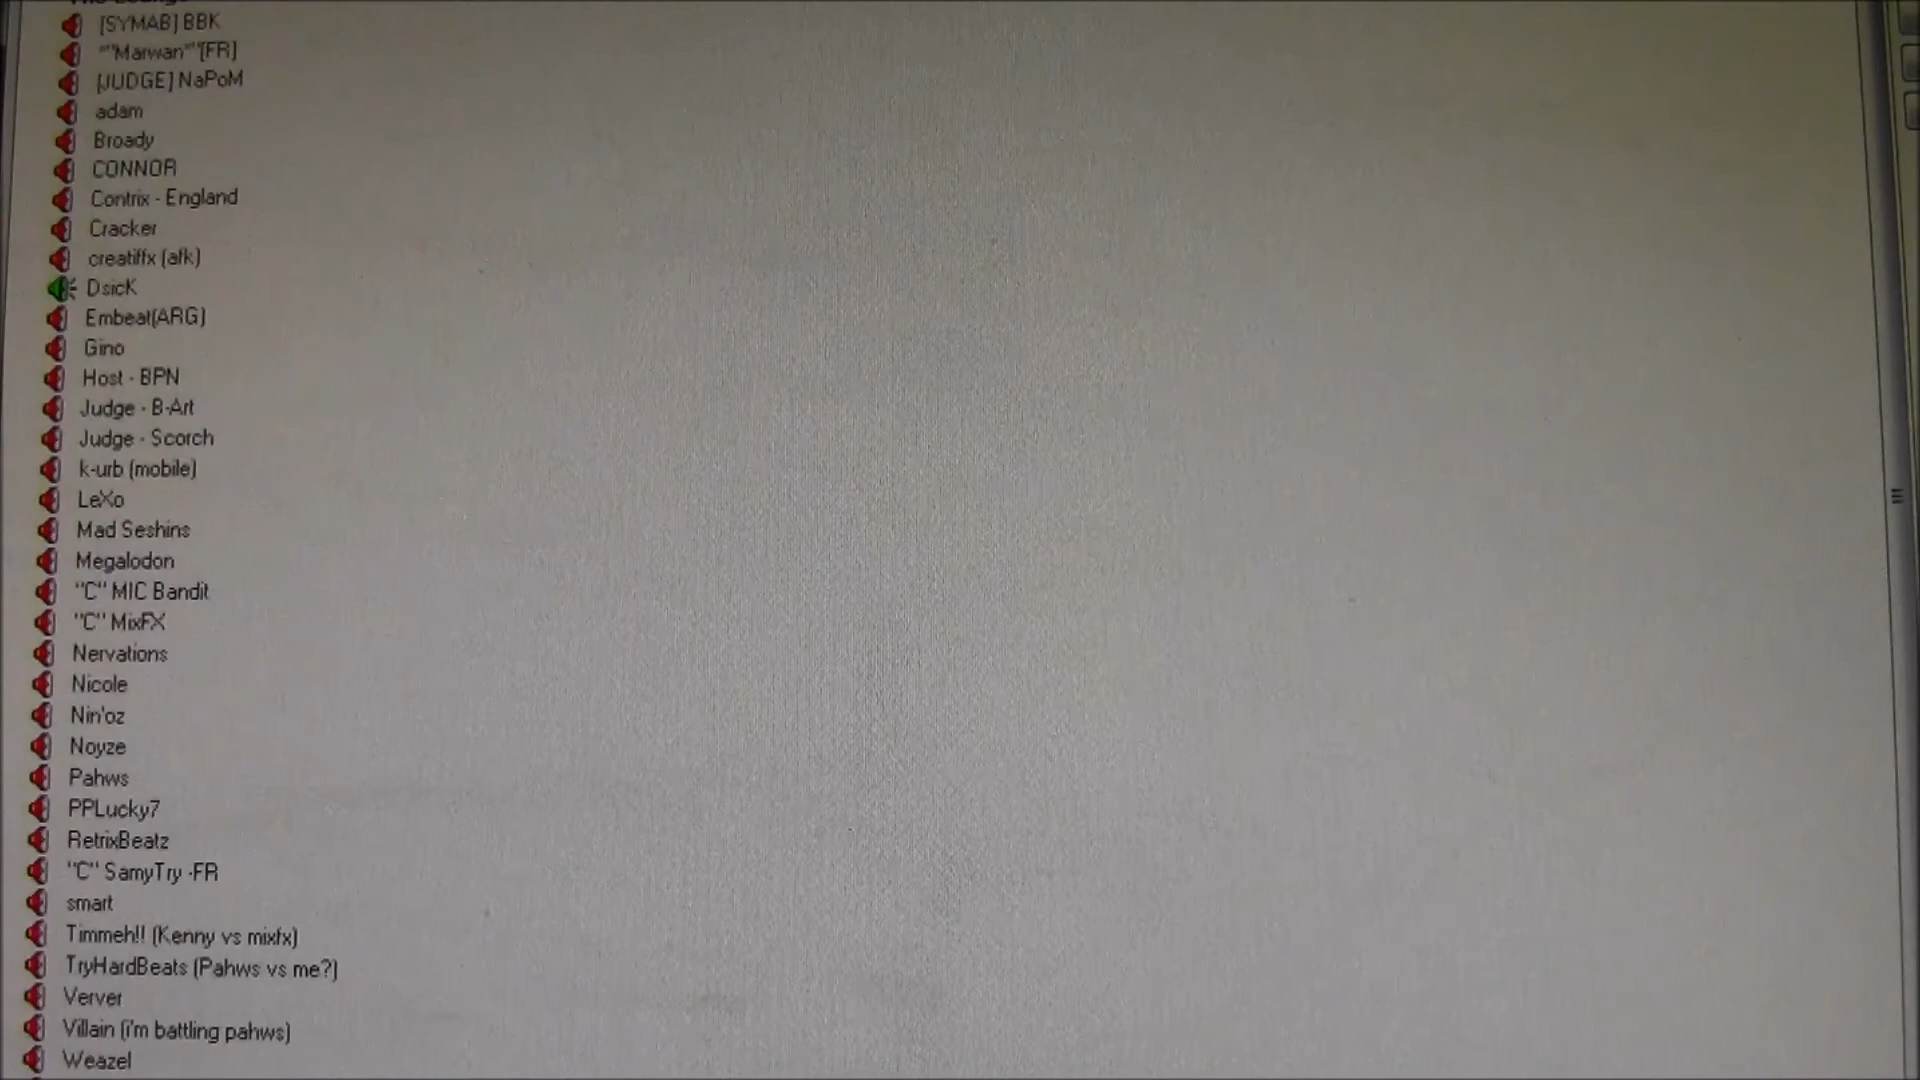 [SYMAB] BBK
"''Marwan"''[FR]
[JUDGE] NaPoM
adam
Broady
CONNOR
Contrix - England
Cracker
creatiffx (afk)
DsicK
Embeat(ARG)
Gino
Host - BPN
Judge - B-Art
Judge - Scorch
k-urb (mobile)
LeXo
Mad Seshins
Megalodon
"C" MIC Bandit
"C" MixFX
Nervations
Nicole
Nin'oz
Noyze
Pahws
PPLucky7
RetrixBeatz
"C" SamyTry -FR
smart
Timmeh!! (Kenny vs mixfx)
TryHardBeats (Pahws vs me?)
Verver
Villain (i'm battling pahws)
Weazel